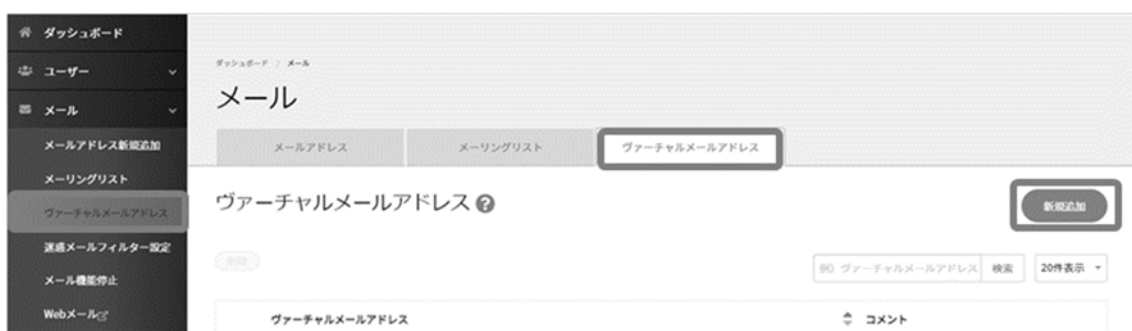 ダッシュボード
ユーザー
メール
メールアドレス新規追加
メーリングリスト
ヴァーチャルメールアドレス
迷惑メールフィルター設定
メール機能停止
Webメール
ダッシュボード / メール
メール
メールアドレス
メーリングリスト
ヴァーチャルメールアドレス
ヴァーチャルメールアドレス
新規追加
削除
例) ヴァーチャルメールアドレス
検索
20件表示
ヴァーチャルメールアドレス
コメント